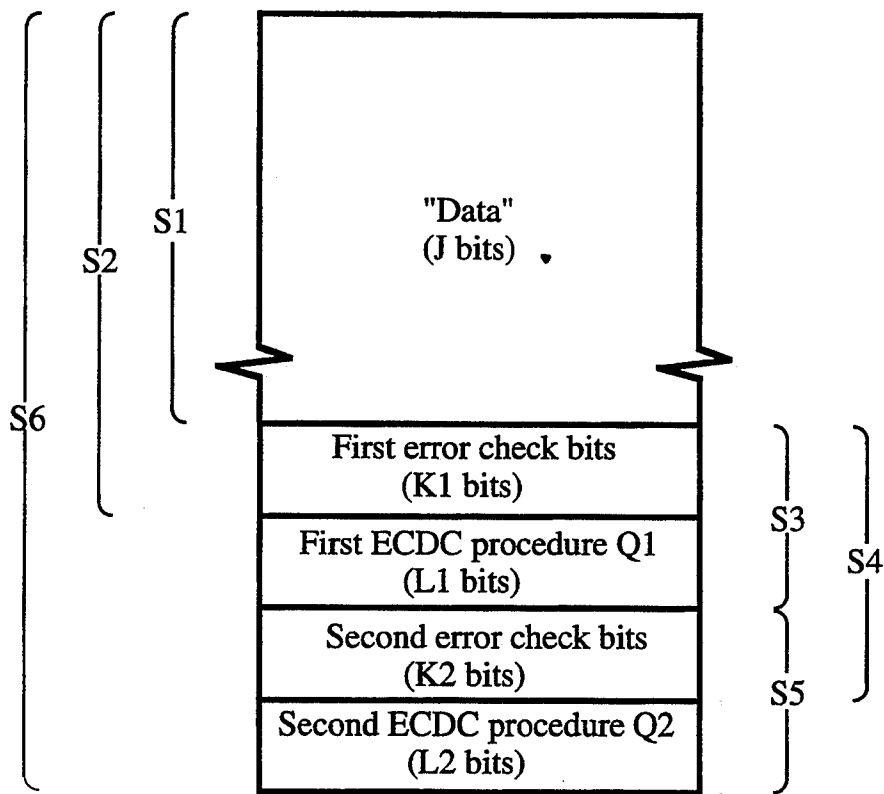 S1
S2
S6
"Data"
(J bits)
First error check bits
(K1 bits)
First ECDC procedure Q1
(L1 bits)
Second error check bits
(K2 bits)
Second ECDC procedure Q2
(L2 bits)
S3
S4
S5